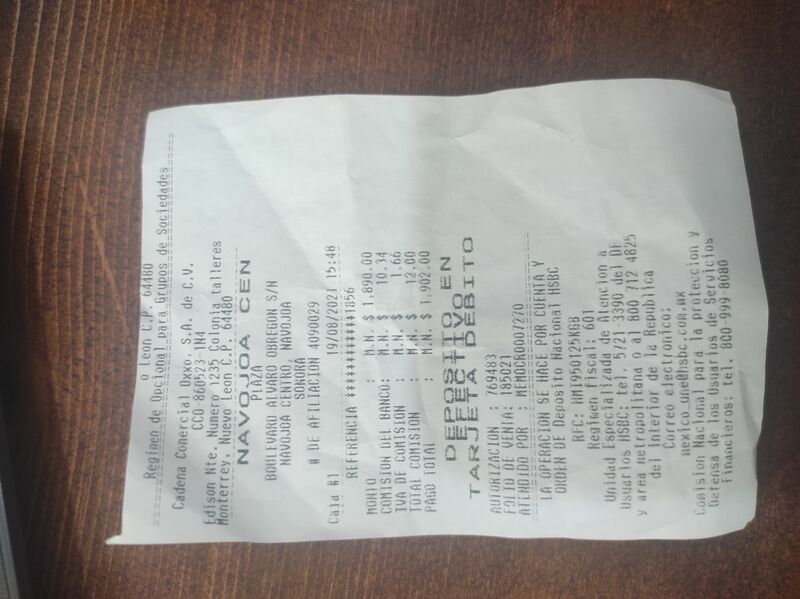 o Leon C.P. 64480
Regimen de Opcional para Grupos de Sociedades
Cadena Comercial Oxxo, S.A. de C.V.
CCO-860523-1N4
Edison Nte. Numero 1235 Colonia talleres
Monterrey, Nuevo Leon C.P. 64480
NAVOJOA CEN
PLAZA
BOULEVARD ALVARO OBREGON S/N
NAVOJOA CENTRO, NAVOJOA
SONORA
# DE AFILIACION 4090029
Caja #1 19/08/2021 15:48
REFERENCIA ************1856
MONTO : M.N. $ 1,890.00
COMISION DEL BANCO: M.N. $ 10.34
IVA DE COMISION : M.N. $ 1.66
TOTAL COMISION : M.N. $ 12.00
PAGO TOTAL : M.N. $ 1,902.00
DEPOSITO EN
EFECTIVO
TARJETA DEBITO
AUTORIZACION : 769483
FOLIO DE VENTA: 185021
ATENDIDO POR : MEMOCRO007270
LA OPERACION SE HACE POR CUENTA Y
ORDEN DE Deposito Nacional HSBC
RFC: HMI950125KG8
Regimen fiscal: 601
Unidad Especializada de Atencion a
Usuarios HSBC; tel. 5721-3390 del DF
y area metropolitana o al 800 712 4825
del Interior de la Republica
Correo electronico:
mexico_une@hsbc.com.mx
Comision Nacional para la proteccion y
Defensa de los Usuarios de Servicios
Financieros; tel. 800-999-8080